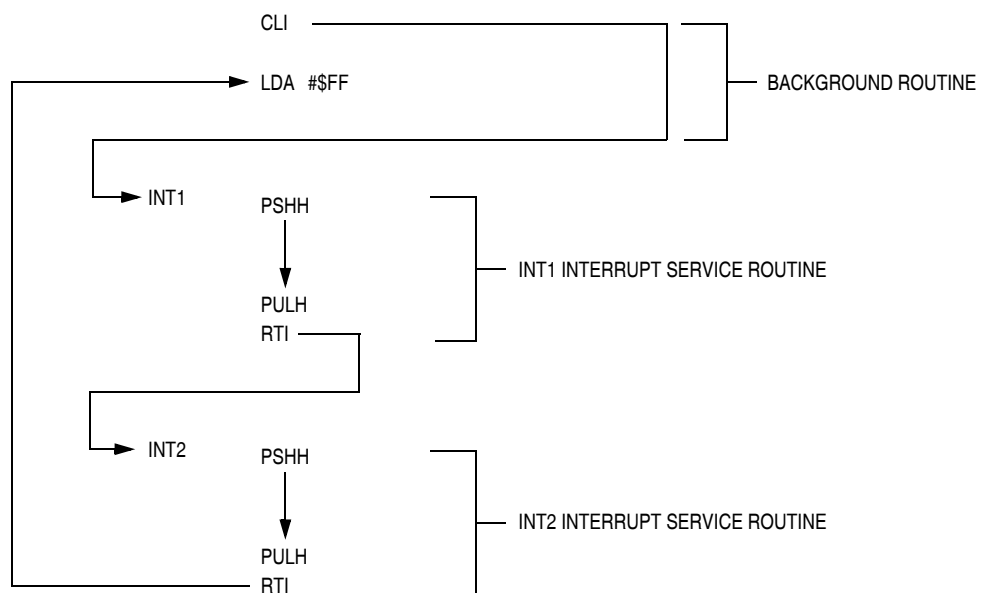 CLI
LDA #$FF
BACKGROUND ROUTINE
INT1
PSHH
INT1 INTERRUPT SERVICE ROUTINE
PULH
RTI
INT2
PSHH
INT2 INTERRUPT SERVICE ROUTINE
PULH
RTI